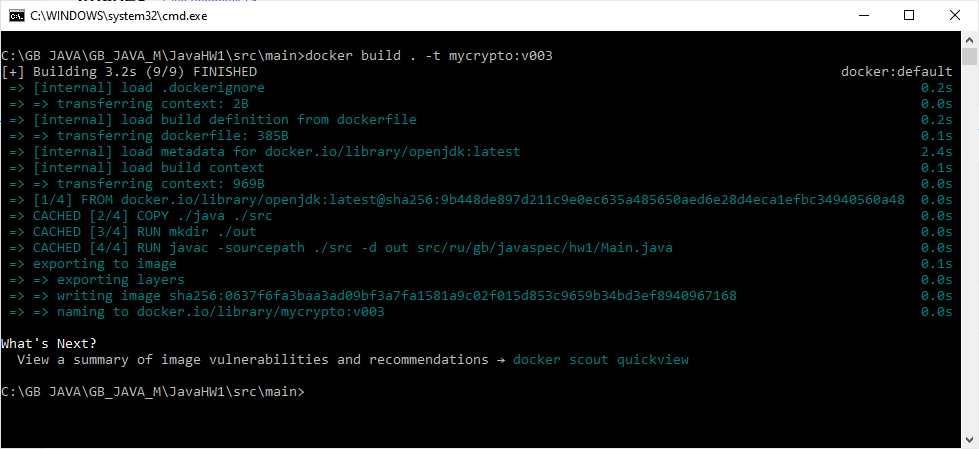 C:\WINDOWS\system32\cmd.exe
C:\GB JAVA\GB_JAVA_M\JavaHW1\src\main>docker build . -t mycrypto:v003
[+] Building 3.2s (9/9) FINISHED docker:default
=> [internal] load .dockerignore 0.2s
=> => transferring context: 2B 0.0s
=> [internal] load build definition from dockerfile 0.2s
=> => transferring dockerfile: 385B 0.1s
=> [internal] load metadata for docker.io/library/openjdk:latest 2.4s
=> [internal] load build context 0.1s
=> => transferring context: 969B 0.0s
=> [1/4] FROM docker.io/library/openjdk:latest@sha256:9b448de897d211c9e0ec635a485650aed6e28d4eca1efbc34940560a48 0.0s
=> CACHED [2/4] COPY ./java ./src 0.0s
=> CACHED [3/4] RUN mkdir ./out 0.0s
=> CACHED [4/4] RUN javac -sourcepath ./src -d out src/ru/gb/javaspec/hw1/Main.java 0.0s
=> exporting to image 0.1s
=> => exporting layers 0.0s
=> => writing image sha256:0637f6fa3baa3ad09bf3a7fa1581a9c02f015d853c9659b34bd3ef8940967168 0.0s
=> => naming to docker.io/library/mycrypto:v003 0.0s
What's Next?
View a summary of image vulnerabilities and recommendations → docker scout quickview
C:\GB JAVA\GB_JAVA_M\JavaHW1\src\main>